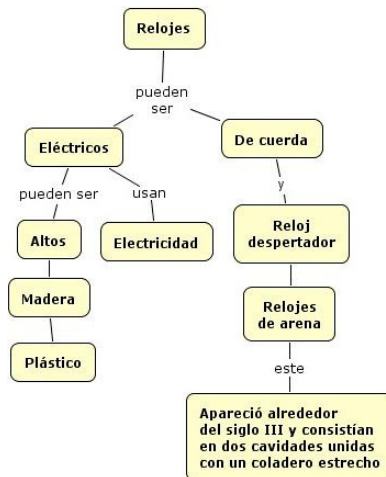 Relojes
pueden
ser
Eléctricos
De cuerda
pueden ser
usan
y
Altos
Electricidad
Reloj
despertador
Madera
Relojes
de arena
Plástico
este
Apareció alrededor
del siglo III y consistían
en dos cavidades unidas
con un coladero estrecho